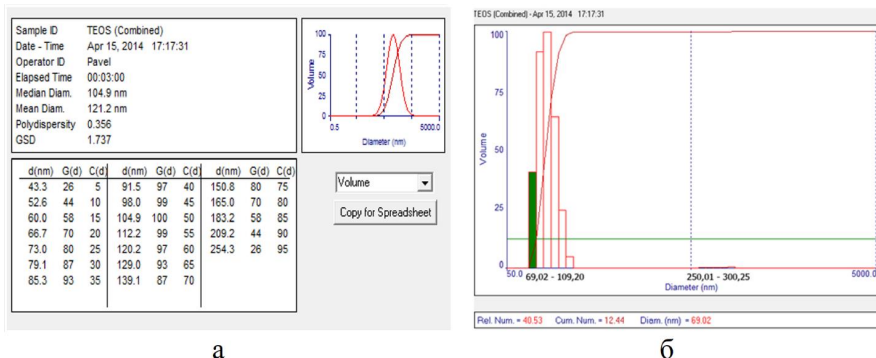 Sample ID TEOS (Combined)
Date - Time Apr 15, 2014 17:17:31
Operator ID Pavel
Elapsed Time 00:03:00
Median Diam. 104.9 nm
Mean Diam. 121.2 nm
Polydispersity 0.356
GSD 1.737
100
75
50
25
0
Volume
0.5 5000.0
Diameter (nm)
d(nm) G(d) C(d) d(nm) G(d) C(d) d(nm) G(d) C(d)
43.3 26 5 91.5 97 40 150.8 80 75
52.6 44 10 98.0 99 45 165.0 70 80
60.0 58 15 104.9 100 50 183.2 58 85
66.7 70 20 112.2 99 55 209.2 44 90
73.0 80 25 120.2 97 60 254.3 26 95
79.1 87 30 129.0 93 65
85.3 93 35 139.1 87 70
Volume
Copy for Spreadsheet
а
TEOS (Combined) - Apr 15, 2014 17:17:31
100
75
50
25
0
Volume
50.0 5000.0
69,02 - 109,20 250,01 - 300,25
Diameter (nm)
Rel. Num. = 40.53 Cum. Num. = 12.44 Diam. (nm) = 69.02
б